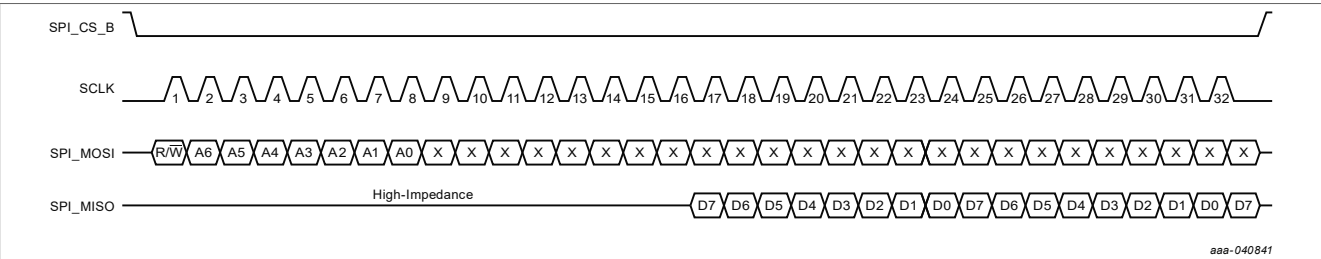 SPI_CS_B
SCLK 1 2 3 4 5 6 7 8 9 10 11 12 13 14 15 16 17 18 19 20 21 22 23 24 25 26 27 28 29 30 31 32
SPI_MOSI R/W̅ A6 A5 A4 A3 A2 A1 A0 X X X X X X X X X X X X X X X X X X X X X X X X X
SPI_MISO High-Impedance D7 D6 D5 D4 D3 D2 D1 D0 D7 D6 D5 D4 D3 D2 D1 D0 D7
aaa-040841